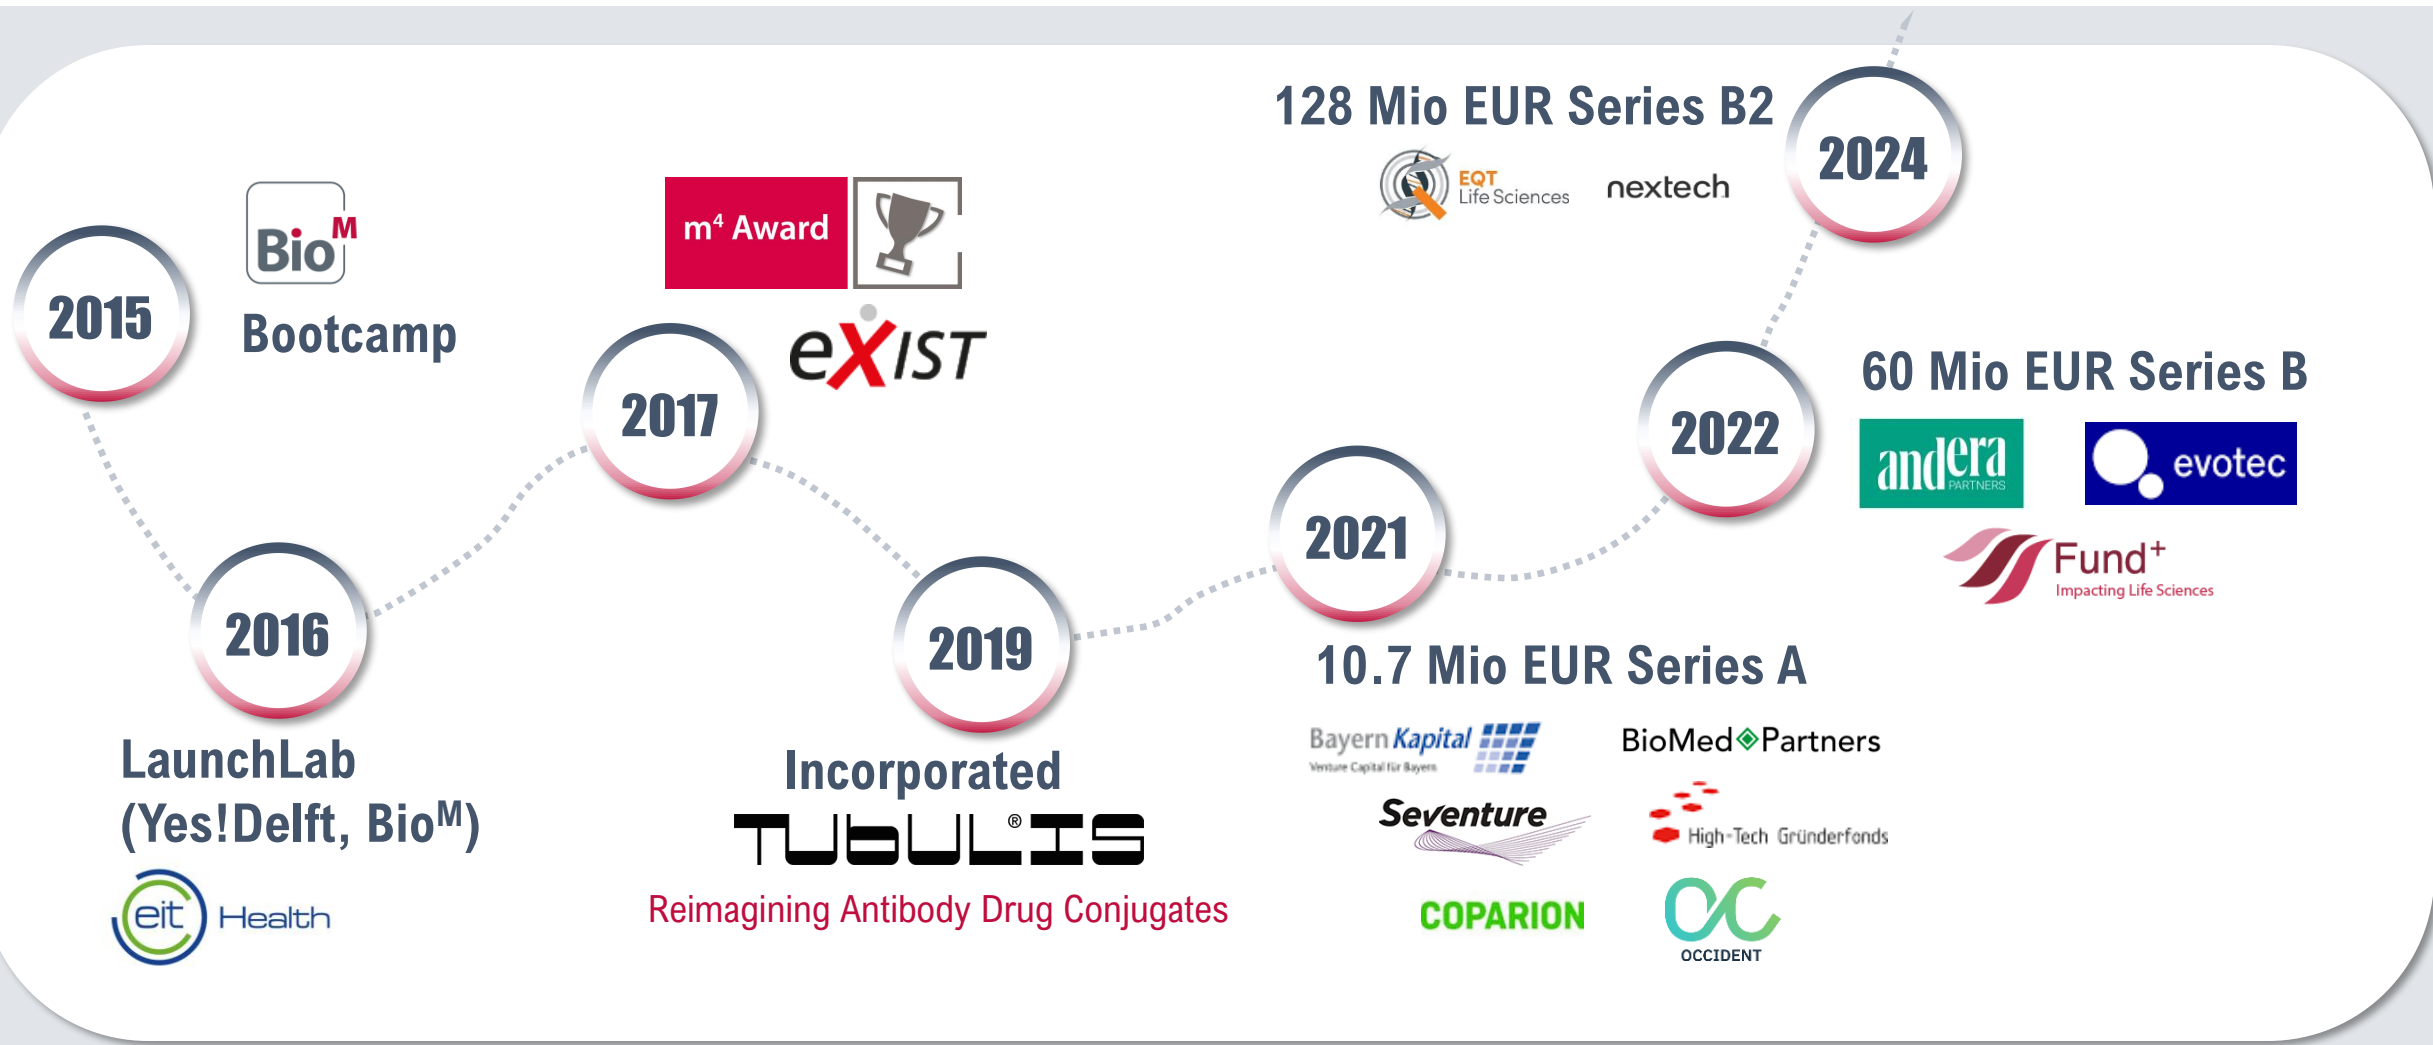 2015
Bio^M
Bootcamp
2016
LaunchLab
(Yes!Delft, Bio^M)
eit Health
2017
m⁴ Award
eXIST
2019
Incorporated
TUBULIS®
Reimagining Antibody Drug Conjugates
2021
10.7 Mio EUR Series A
Bayern Kapital
Venture Capital für Bayern
BioMed Partners
Seventure
High-Tech Gründerfonds
COPARION
OC
OCCIDENT
2022
60 Mio EUR Series B
andera
PARTNERS
evotec
Fund+
Impacting Life Sciences
2024
128 Mio EUR Series B2
EQT
Life Sciences
nextech